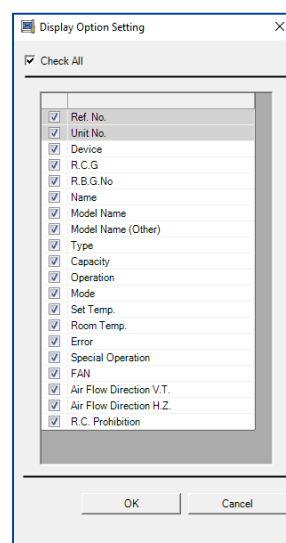 Display Option Setting
Check All
Ref. No.
Unit No.
Device
R.C.G
R.B.G.No
Name
Model Name
Model Name (Other)
Type
Capacity
Operation
Mode
Set Temp.
Room Temp.
Error
Special Operation
FAN
Air Flow Direction V.T.
Air Flow Direction H.Z.
R.C. Prohibition
OK Cancel